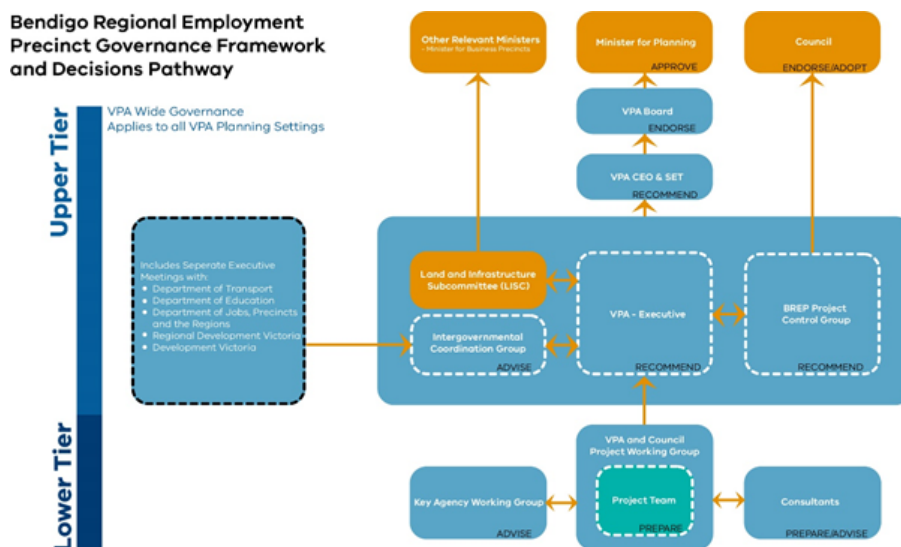 Bendigo Regional Employment
Precinct Governance Framework
and Decisions Pathway
Upper Tier
VPA Wide Governance
Applies to all VPA Planning Settings
Other Relevant Ministers
- Minister for Business Precincts
Minister for Planning
APPROVE
Council
ENDORSE/ADOPT
VPA Board
ENDORSE
VPA CEO & SET
RECOMMEND
Includes Seperate Executive
Meetings with:
Department of Transport
Department of Education
Department of Jobs, Precincts
and the Regions
Regional Development Victoria
Development Victoria
Land and Infrastructure
Subcommittee (LISC)
Intergovernmental
Coordination Group
ADVISE
VPA - Executive
RECOMMEND
BREP Project
Control Group
RECOMMEND
Lower Tier
VPA and Council
Project Working Group
Project Team
PREPARE
Key Agency Working Group
ADVISE
Consultants
PREPARE/ADVISE